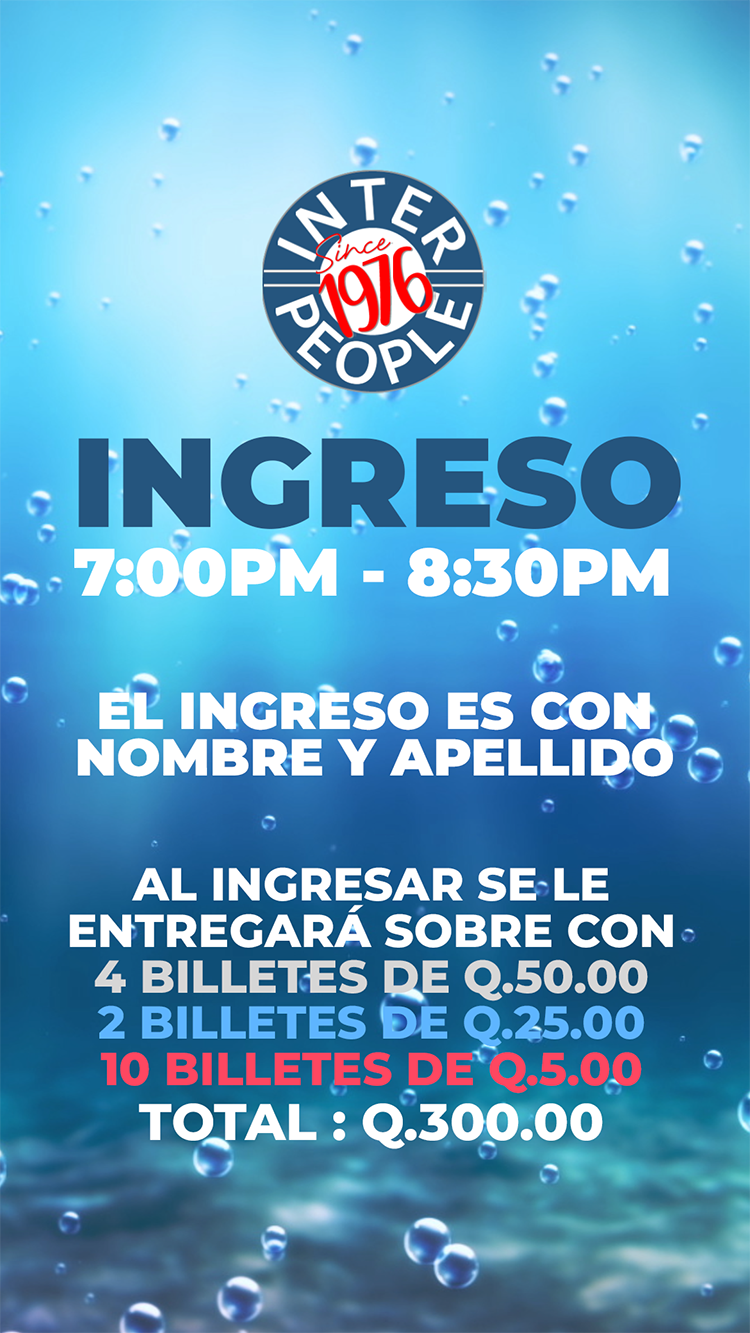 INTER
Since
1976
PEOPLE
INGRESO
7:00PM - 8:30PM
EL INGRESO ES CON
NOMBRE Y APELLIDO
AL INGRESAR SE LE
ENTREGARÁ SOBRE CON
4 BILLETES DE Q.50.00
2 BILLETES DE Q.25.00
10 BILLETES DE Q.5.00
TOTAL : Q.300.00